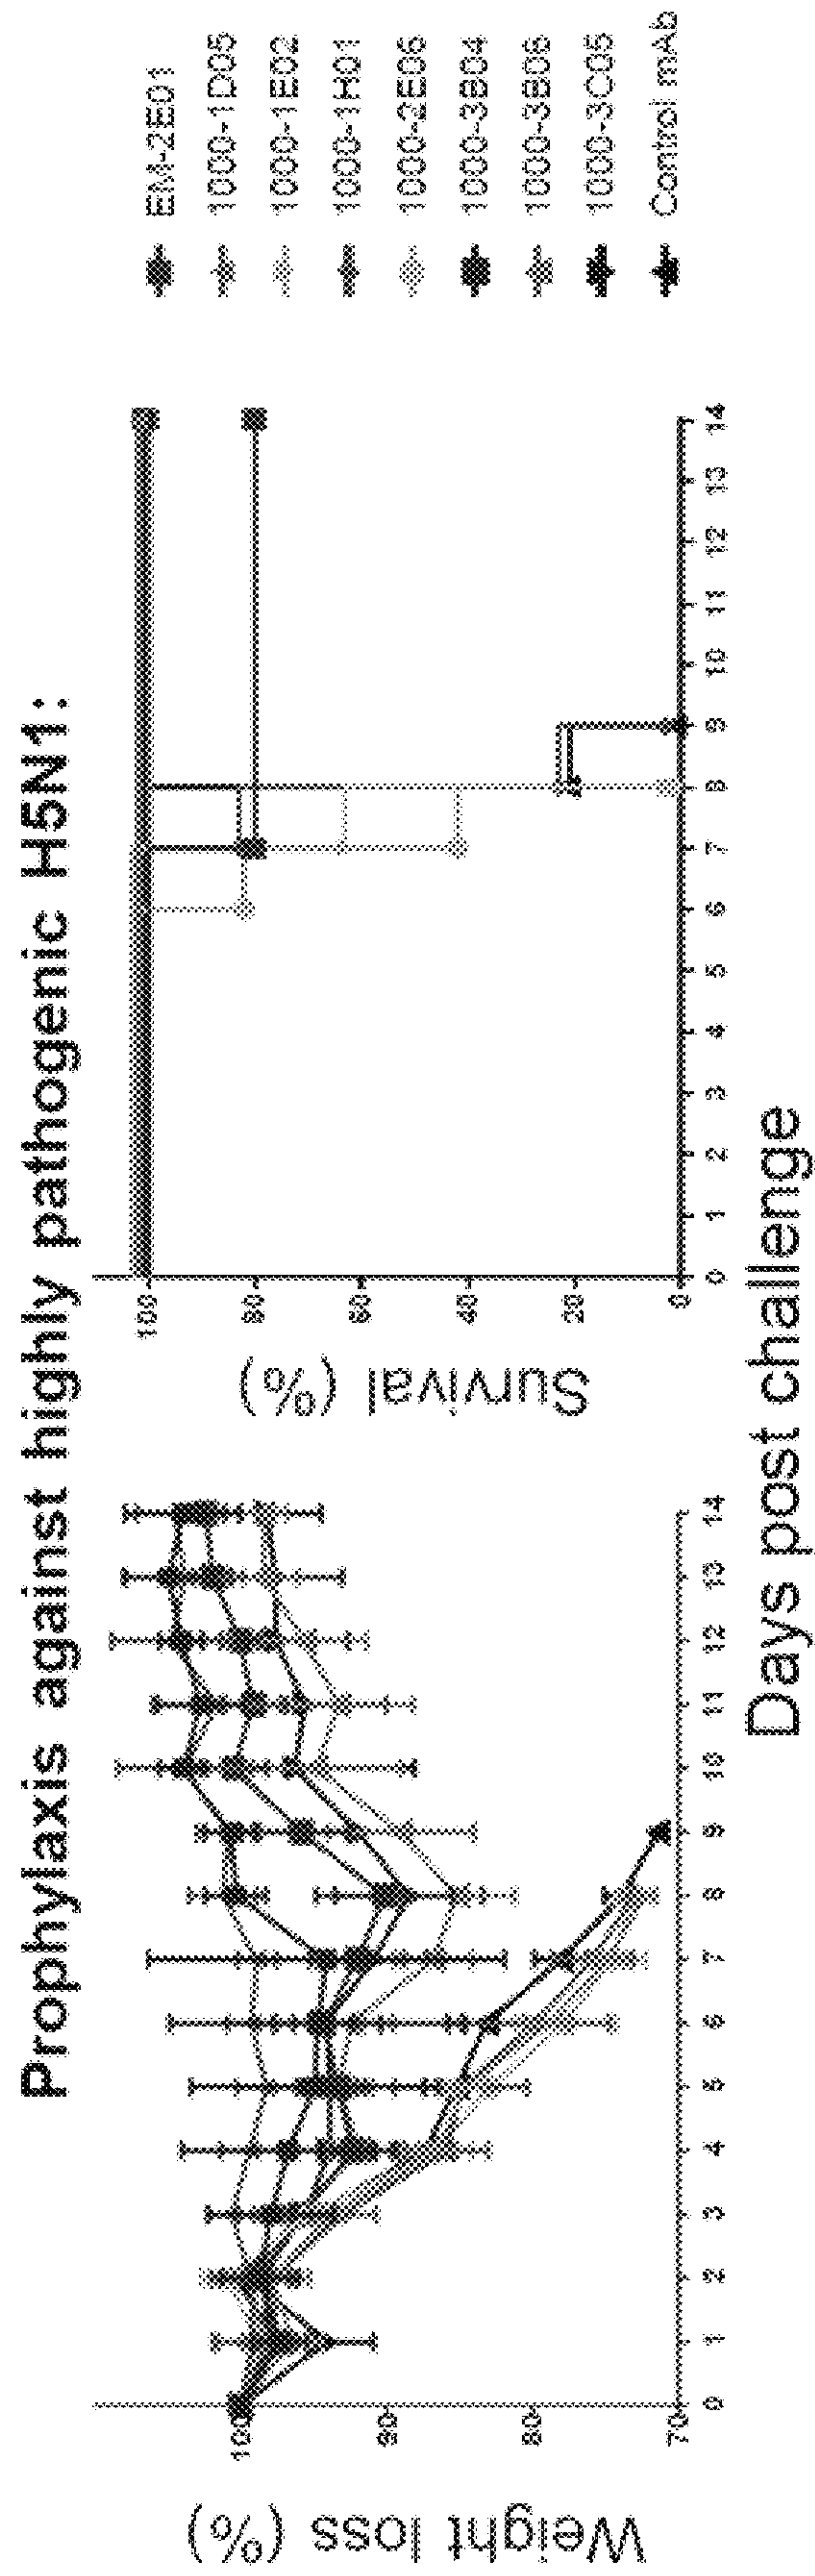 Prophylaxis against highly pathogenic H5N1:
Weight loss (%)
100
90
80
70
0 1 2 3 4 5 6 7 8 9 10 11 12 13 14
Survival (%)
100
80
60
40
20
0
0 1 2 3 4 5 6 7 8 9 10 11 12 13 14
Days post challenge
EM-2E01
1000-1D05
1000-1E02
1000-1H01
1000-2E06
1000-3B04
1000-3B06
1000-3C05
Control mAb